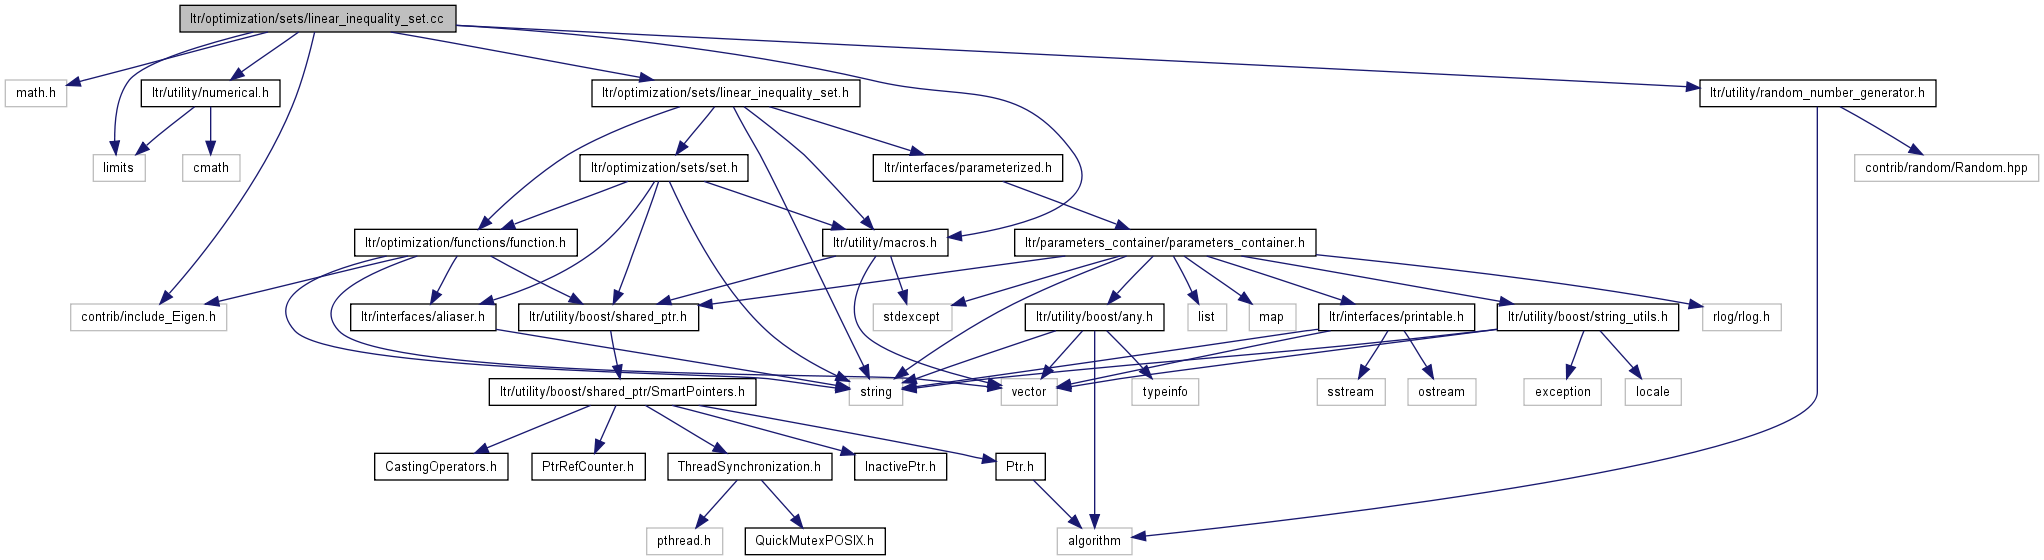 ltr/optimization/sets/linear_inequality_set.cc
math.h
ltr/utility/numerical.h
ltr/optimization/sets/linear_inequality_set.h
ltr/utility/random_number_generator.h
limits
cmath
ltr/optimization/sets/set.h
ltr/interfaces/parameterized.h
contrib/random/Random.hpp
ltr/optimization/functions/function.h
ltr/utility/macros.h
ltr/parameters_container/parameters_container.h
contrib/include_Eigen.h
ltr/interfaces/aliaser.h
ltr/utility/boost/shared_ptr.h
stdexcept
ltr/utility/boost/any.h
list
map
ltr/interfaces/printable.h
ltr/utility/boost/string_utils.h
rlog/rlog.h
ltr/utility/boost/shared_ptr/SmartPointers.h
string
vector
typeinfo
sstream
ostream
exception
locale
CastingOperators.h
PtrRefCounter.h
ThreadSynchronization.h
InactivePtr.h
Ptr.h
pthread.h
QuickMutexPOSIX.h
algorithm